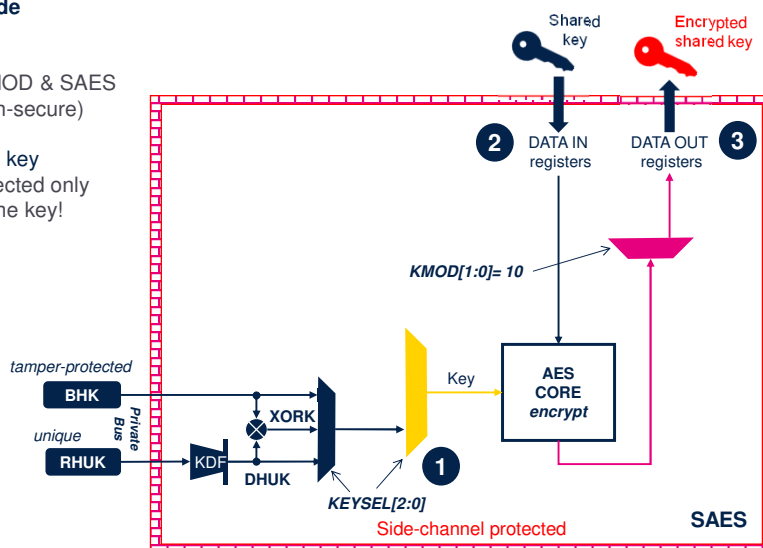 de
MOD & SAES
n-secure)
key
ected only
ne key!
Shared
key
Encrypted
shared key
2
DATA IN
registers
DATA OUT
registers
3
KMOD[1:0]= 10
tamper-protected
BHK
Private
Bus
unique
RHUK
KDF
XORK
DHUK
KEYSEL[2:0]
1
Key
AES
CORE
encrypt
Side-channel protected
SAES